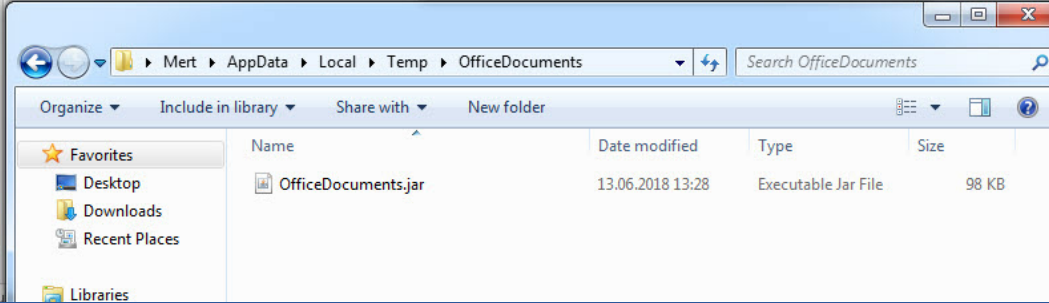 Mert AppData Local Temp OfficeDocuments Search OfficeDocuments
Organize Include in library Share with New folder
Favorites
Desktop
Downloads
Recent Places
Libraries
Name Date modified Type Size
OfficeDocuments.jar 13.06.2018 13:28 Executable Jar File 98 KB